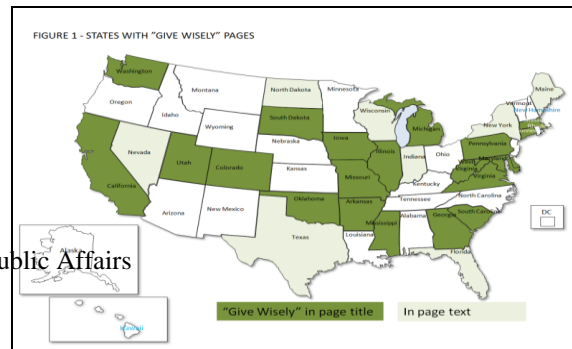 FIGURE 1 - STATES WITH "GIVE WISELY" PAGES
Washington
Montana
North Dakota
Minnesota
Maine
Vermont
New Hampshire
Oregon
Idaho
Wyoming
South Dakota
Wisconsin
Michigan
New York
Nevada
Utah
Colorado
Nebraska
Iowa
Illinois
Indiana
Ohio
Pennsylvania
Maryland
West Virginia
Virginia
California
Kansas
Missouri
Kentucky
Arizona
New Mexico
Oklahoma
Arkansas
Tennessee
North Carolina
South Carolina
Texas
Louisiana
Mississippi
Alabama
Georgia
Florida
DC
Alaska
ublic Affairs
Hawaii
"Give Wisely" in page title
In page text